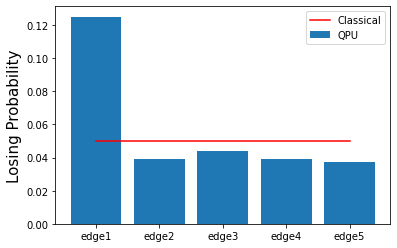 Losing Probability
0.12
0.10
0.08
0.06
0.04
0.02
0.00
edge1
edge2
edge3
edge4
edge5
Classical
QPU